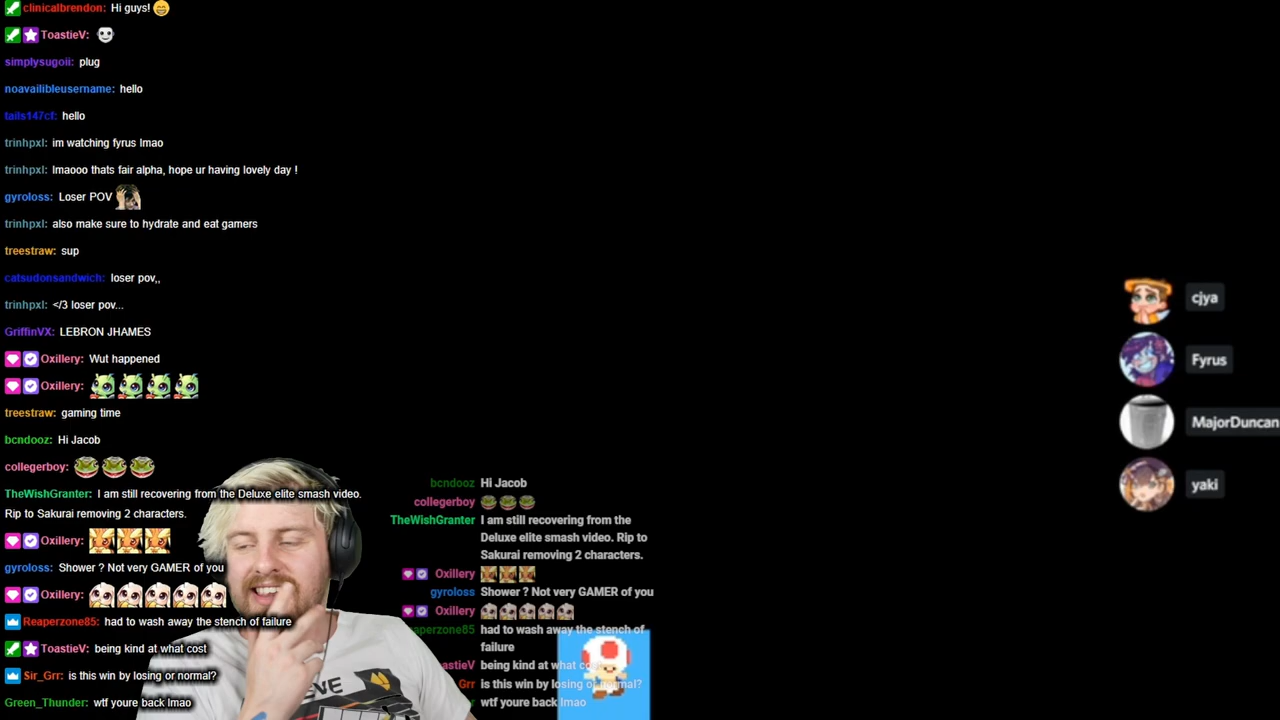 clinicalbrendon: Hi guys!
ToastieV:
simplysugoii: plug
noavailibleusername: hello
tails147cf: hello
trinhpxl: im watching fyrus lmao
trinhpxl: lmaooo thats fair alpha, hope ur having lovely day !
gyroloss: Loser POV
trinhpxl: also make sure to hydrate and eat gamers
treestraw: sup
catsudonsandwich: loser pov,,
trinhpxl: </3 loser pov...
GriffinVX: LEBRON JHAMES
Oxillery: Wut happened
Oxillery:
treestraw: gaming time
bcndooz: Hi Jacob
collegerboy:
TheWishGranter: I am still recovering from the Deluxe elite smash video.
Rip to Sakurai removing 2 characters.
Oxillery:
gyroloss: Shower ? Not very GAMER of you
Oxillery:
Reaperzone85: had to wash away the stench of failure
ToastieV: being kind at what cost
Sir_Grr: is this win by losing or normal?
Green_Thunder: wtf youre back lmao
bcndooz Hi Jacob
collegerboy
TheWishGranter I am still recovering from the
Deluxe elite smash video. Rip to
Sakurai removing 2 characters.
Oxillery
gyroloss Shower ? Not very GAMER of you
Oxillery
eaperzone85 had to wash away the stench of
failure
astieV being kind at what cost
Grr is this win by losing or normal?
wtf youre back lmao
cjya
Fyrus
MajorDuncan
yaki